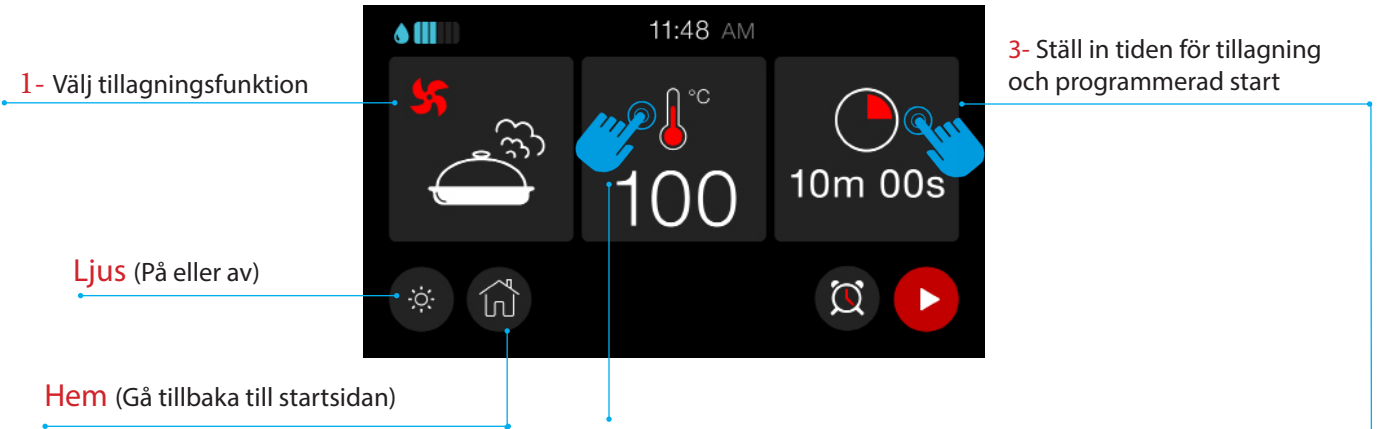 11:48 AM
1- Välj tillagningsfunktion
3- Ställ in tiden för tillagning
och programmerad start
°C
100
10m 00s
Ljus (På eller av)
Hem (Gå tillbaka till startsidan)